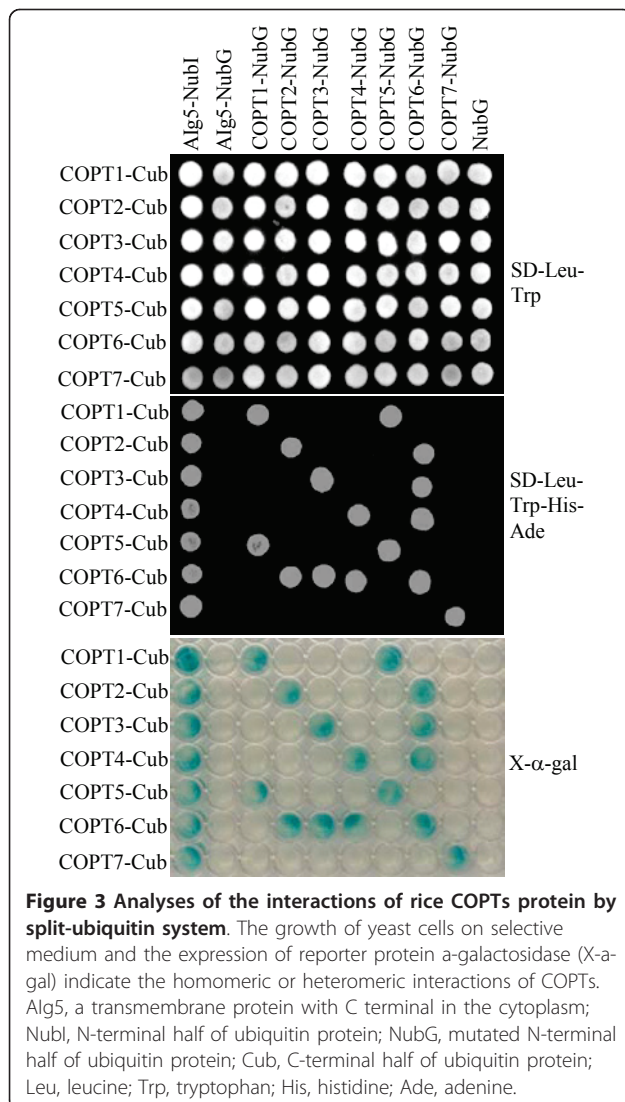 Alg5-NubI
Alg5-NubG
COPT1-NubG
COPT2-NubG
COPT3-NubG
COPT4-NubG
COPT5-NubG
COPT6-NubG
COPT7-NubG
NubG
COPT1-Cub
COPT2-Cub
COPT3-Cub
COPT4-Cub
COPT5-Cub
COPT6-Cub
COPT7-Cub
SD-Leu-
Trp
COPT1-Cub
COPT2-Cub
COPT3-Cub
COPT4-Cub
COPT5-Cub
COPT6-Cub
COPT7-Cub
SD-Leu-
Trp-His-
Ade
COPT1-Cub
COPT2-Cub
COPT3-Cub
COPT4-Cub
COPT5-Cub
COPT6-Cub
COPT7-Cub
X-α-gal
Figure 3 Analyses of the interactions of rice COPTs protein by
split-ubiquitin system. The growth of yeast cells on selective
medium and the expression of reporter protein a-galactosidase (X-a-
gal) indicate the homomeric or heteromeric interactions of COPTs.
Alg5, a transmembrane protein with C terminal in the cytoplasm;
NubI, N-terminal half of ubiquitin protein; NubG, mutated N-terminal
half of ubiquitin protein; Cub, C-terminal half of ubiquitin protein;
Leu, leucine; Trp, tryptophan; His, histidine; Ade, adenine.